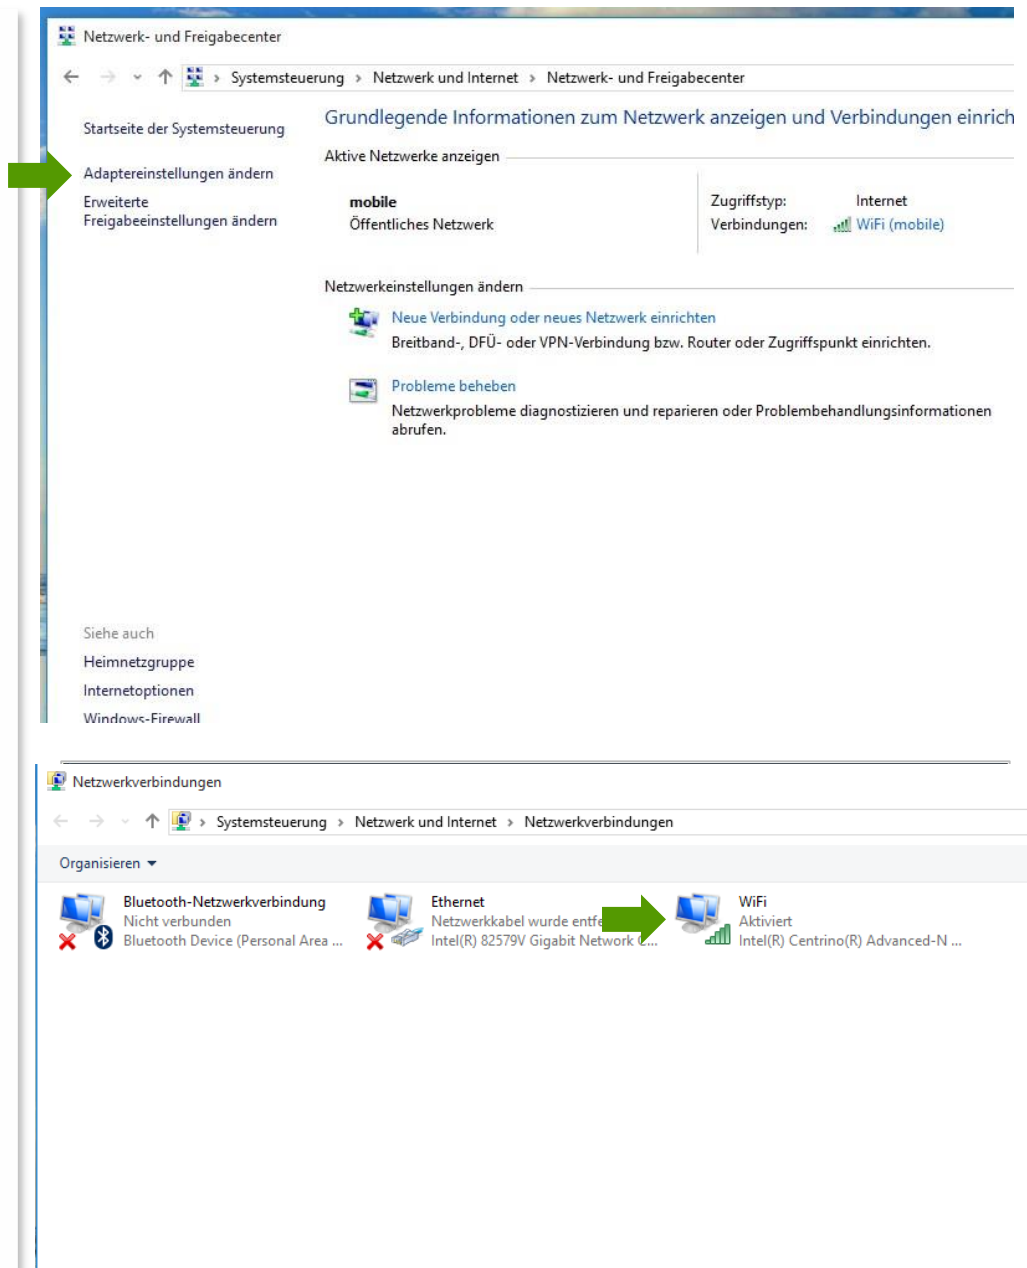 Netzwerk- und Freigabecenter
Systemsteuerung > Netzwerk und Internet > Netzwerk- und Freigabecenter
Startseite der Systemsteuerung
Adaptereinstellungen ändern
Erweiterte
Freigabeeinstellungen ändern
Grundlegende Informationen zum Netzwerk anzeigen und Verbindungen einrich
Aktive Netzwerke anzeigen
mobile
Öffentliches Netzwerk
Zugriffstyp: Internet
Verbindungen: WiFi (mobile)
Netzwerkeinstellungen ändern
Neue Verbindung oder neues Netzwerk einrichten
Breitband-, DFÜ- oder VPN-Verbindung bzw. Router oder Zugriffspunkt einrichten.
Probleme beheben
Netzwerkprobleme diagnostizieren und reparieren oder Problembehandlungsinformationen
abrufen.
Siehe auch
Heimnetzgruppe
Internetoptionen
Windows-Firewall
Netzwerkverbindungen
Systemsteuerung > Netzwerk und Internet > Netzwerkverbindungen
Organisieren
Bluetooth-Netzwerkverbindung
Nicht verbunden
Bluetooth Device (Personal Area ...
Ethernet
Netzwerkkabel wurde entfe
Intel(R) 82579V Gigabit Network C...
WiFi
Aktiviert
Intel(R) Centrino(R) Advanced-N ...